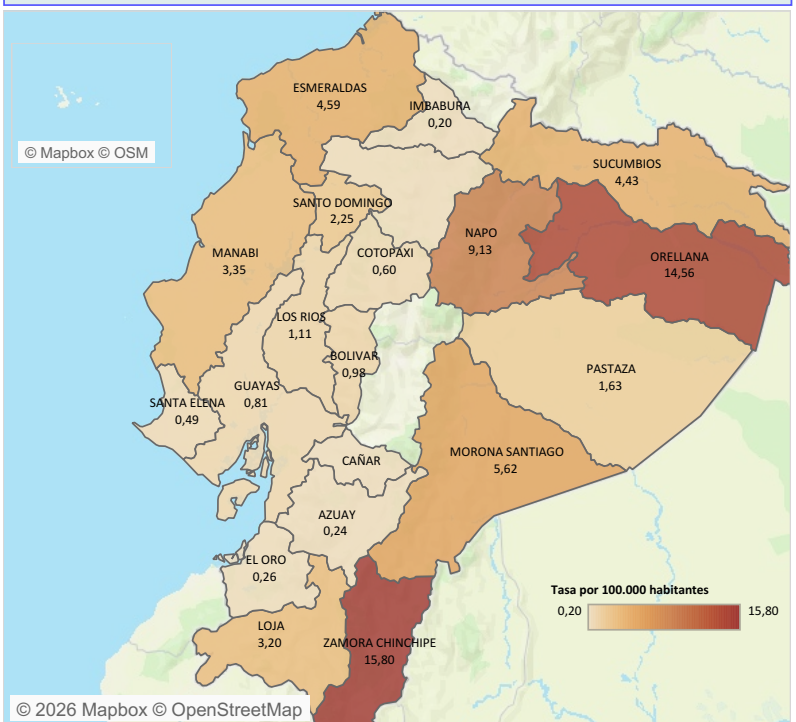 ESMERALDAS
4,59
IMBABURA
0,20
© Mapbox © OSM
SUCUMBIOS
4,43
SANTO DOMINGO
2,25
NAPO
9,13
MANABI
3,35
COTOPAXI
0,60
ORELLANA
14,56
LOS RIOS
1,11
BOLIVAR
0,98
PASTAZA
1,63
GUAYAS
0,81
SANTA ELENA
0,49
MORONA SANTIAGO
5,62
CAÑAR
AZUAY
0,24
EL ORO
0,26
Tasa por 100.000 habitantes
0,20 15,80
LOJA
3,20
ZAMORA CHINCHIPE
15,80
© 2026 Mapbox © OpenStreetMap